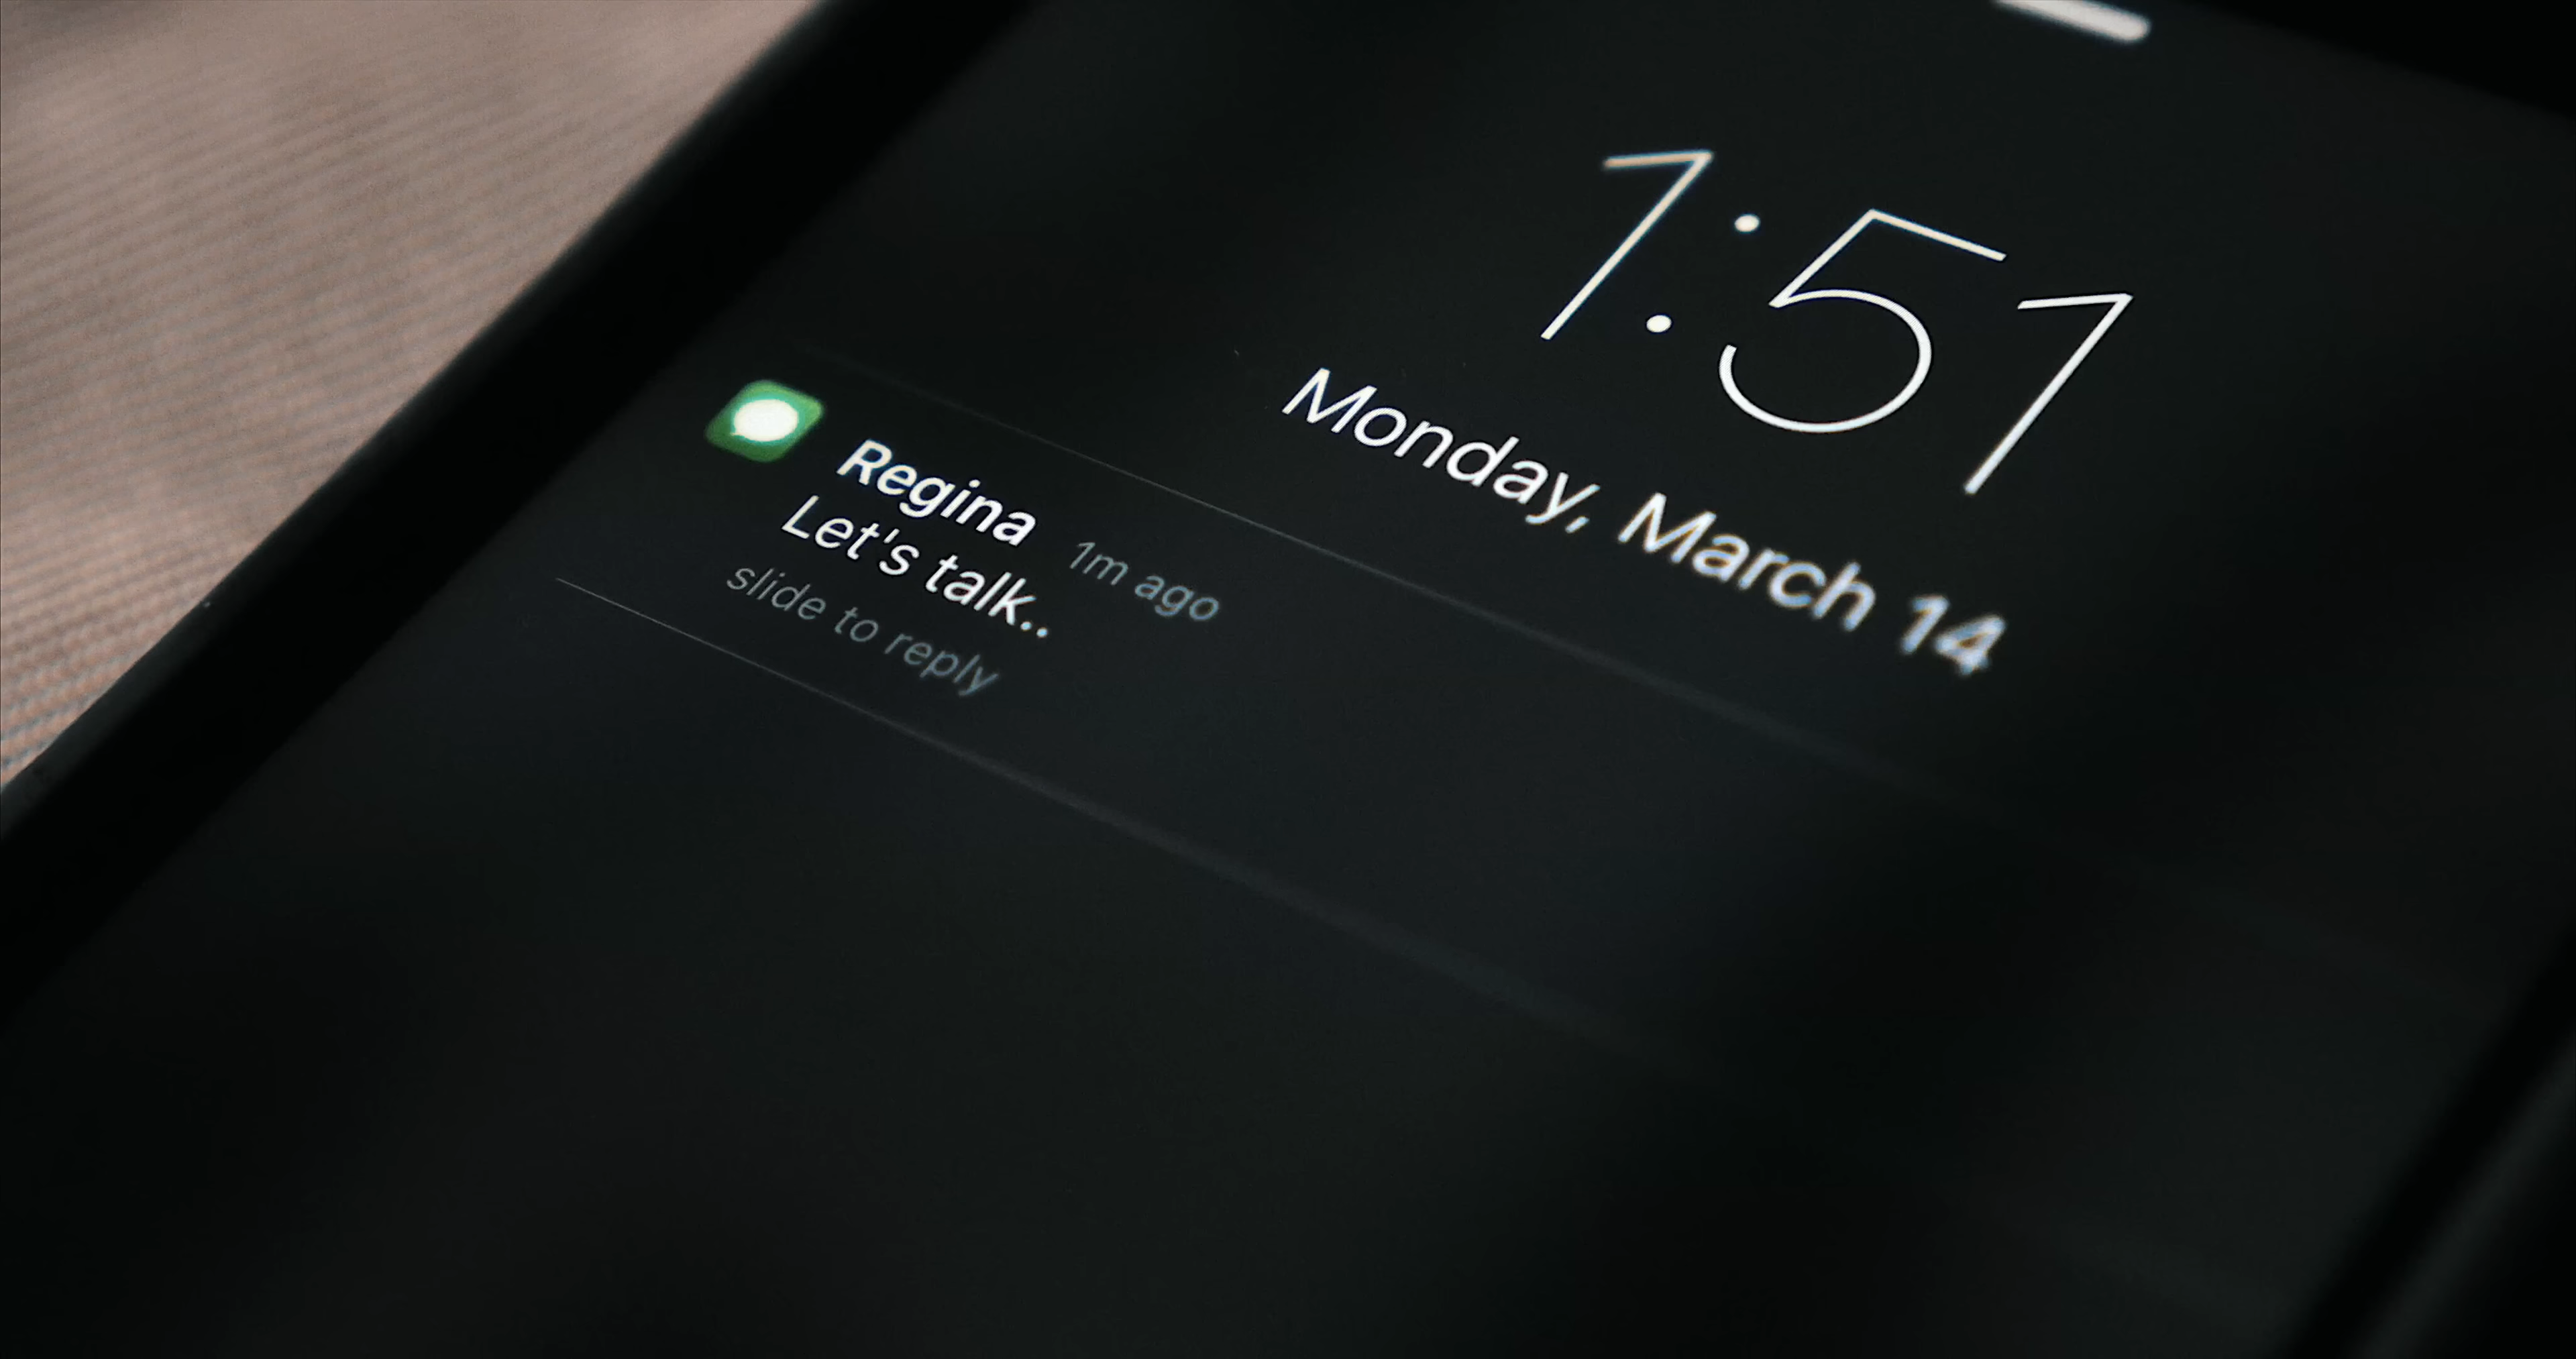 1:51
Monday, March 14
Regina 1m ago
Let's talk..
slide to reply